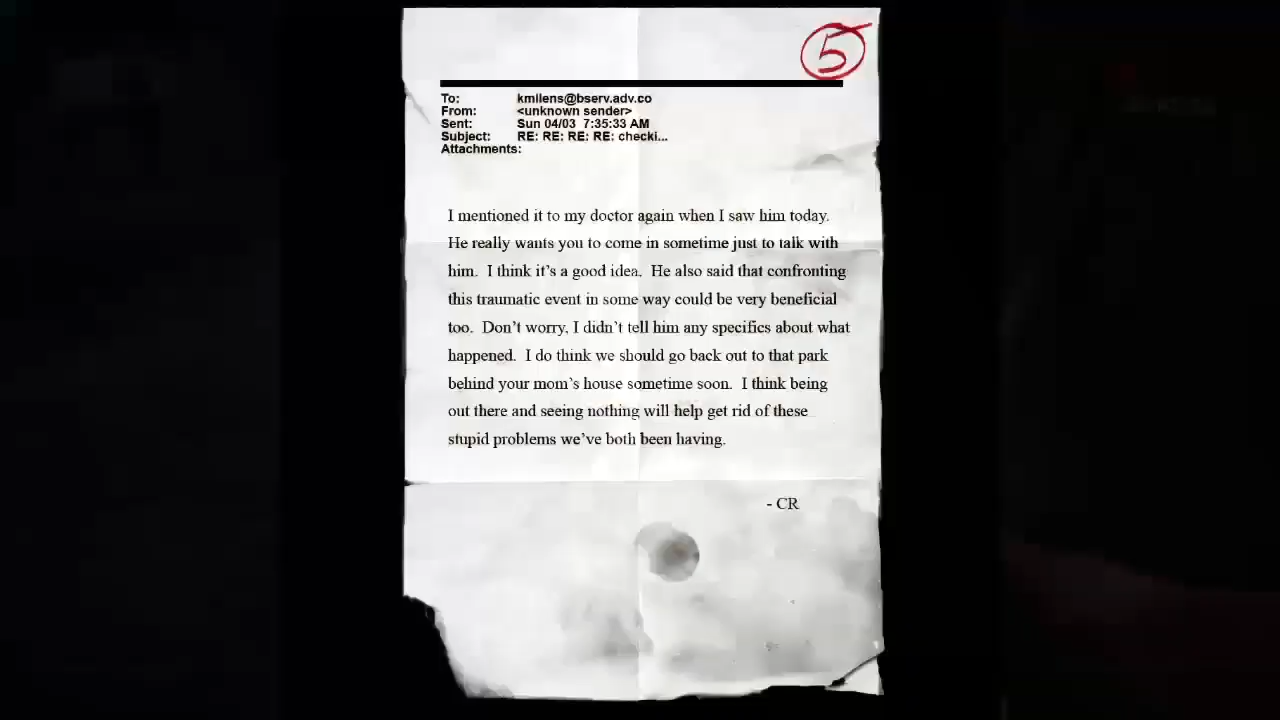 5
To: kmilens@bserv.adv.co
From: <unknown sender>
Sent: Sun 04/03 7:35:33 AM
Subject: RE: RE: RE: RE: checki...
Attachments:
I mentioned it to my doctor again when I saw him today.
He really wants you to come in sometime just to talk with
him. I think it's a good idea. He also said that confronting
this traumatic event in some way could be very beneficial
too. Don't worry, I didn't tell him any specifics about what
happened. I do think we should go back out to that park
behind your mom's house sometime soon. I think being
out there and seeing nothing will help get rid of these
stupid problems we've both been having.
- CR